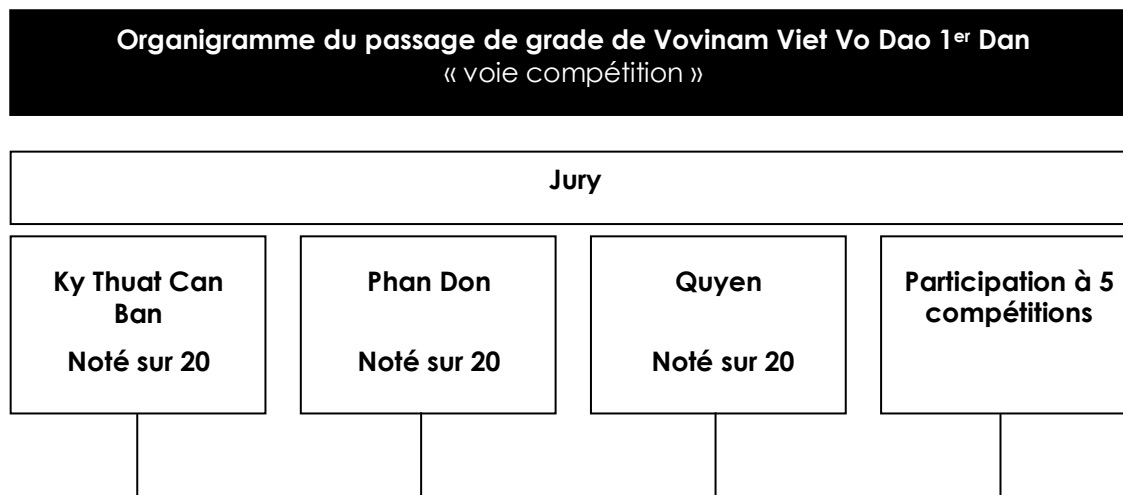 Organigramme du passage de grade de Vovinam Viet Vo Dao 1er Dan
« voie compétition »
Jury
Ky Thuat Can
Ban
Noté sur 20
Phan Don
Noté sur 20
Quyen
Noté sur 20
Participation à 5
compétitions